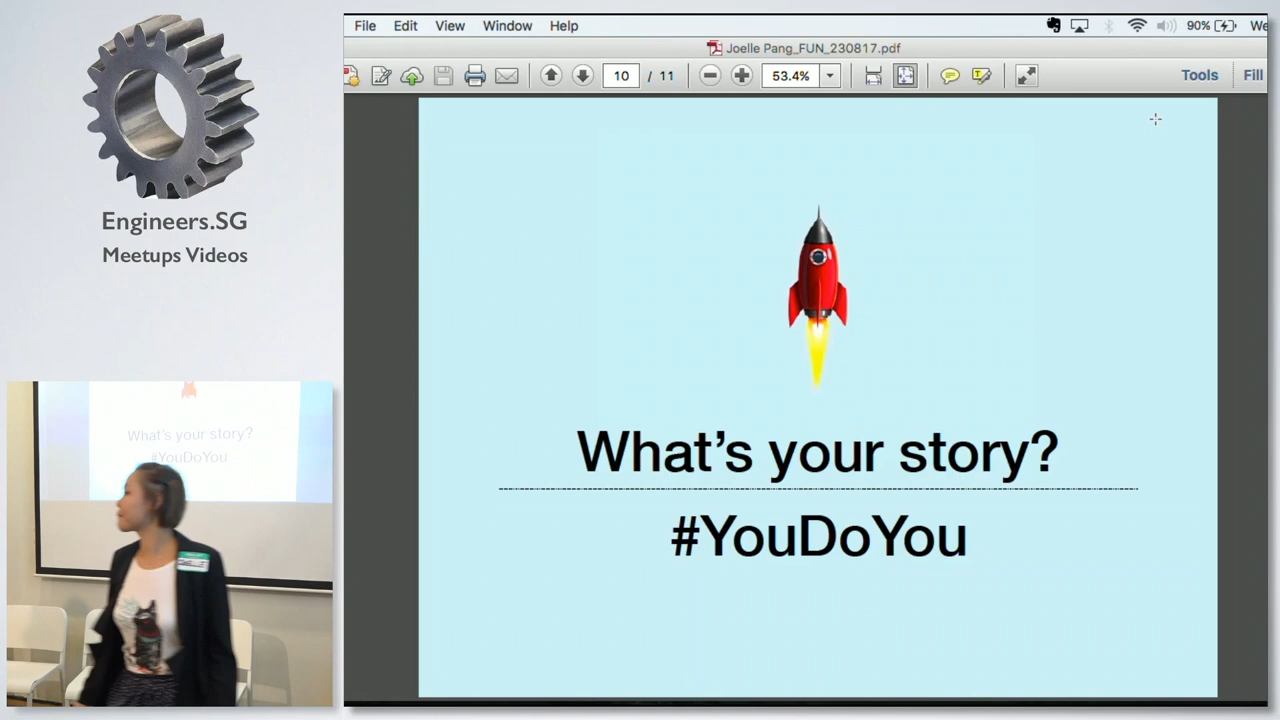 Engineers.SG
Meetups Videos
File Edit View Window Help
90% We
Joelle Pang_FUN_230817.pdf
10 / 11
53.4%
Tools Fill
What's your story?
#YouDoYou
What's your story?
#YouDoYou